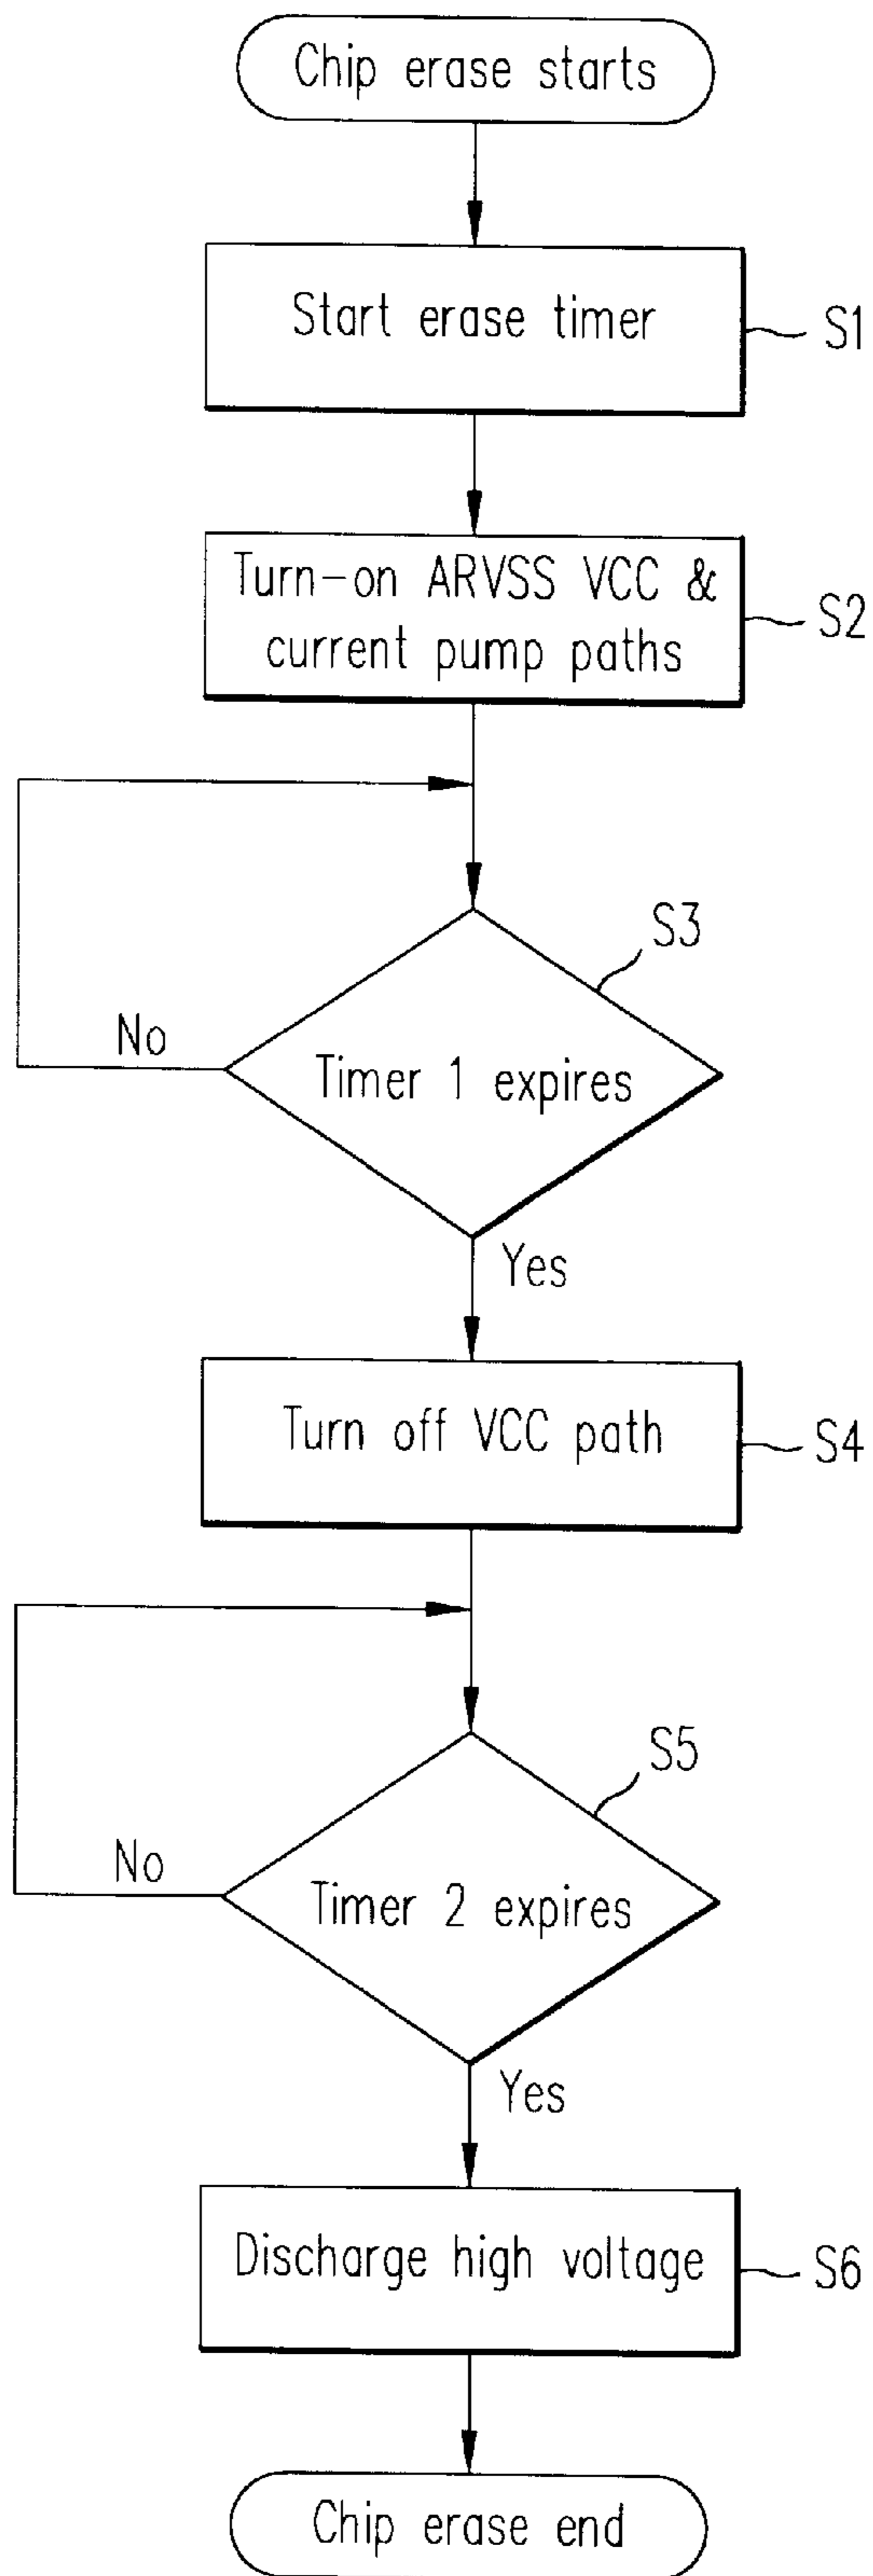 Chip erase starts
Start erase timer
S1
Turn-on ARVSS VCC &
current pump paths
S2
S3
No
Timer 1 expires
Yes
Turn off VCC path
S4
S5
No
Timer 2 expires
Yes
Discharge high voltage
S6
Chip erase end